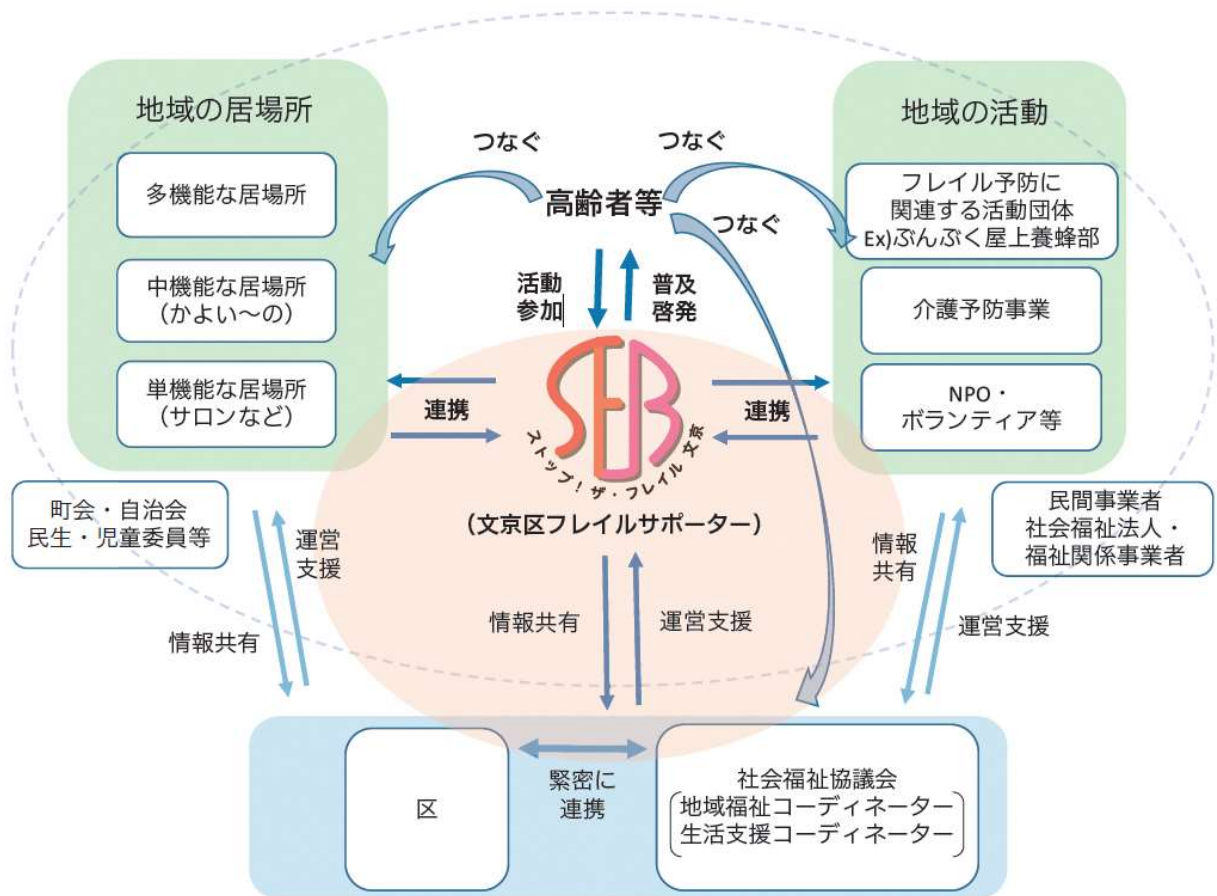 地域の居場所
多機能な居場所
中機能な居場所
（かよい～の）
単機能な居場所
（サロンなど）
つなぐ
高齢者等
つなぐ
つなぐ
地域の活動
フレイル予防に
関連する活動団体
Ex)ぶんぶく屋上養蜂部
介護予防事業
NPO・
ボランティア等
活動
参加
普及
啓発
連携
SFB
ストップ！ザ・フレイル 文京
連携
（文京区フレイルサポーター）
町会・自治会
民生・児童委員等
運営
支援
情報共有
情報共有
運営支援
情報
共有
運営支援
民間事業者
社会福祉法人・
福祉関係事業者
区
緊密に
連携
社会福祉協議会
地域福祉コーディネーター
生活支援コーディネーター